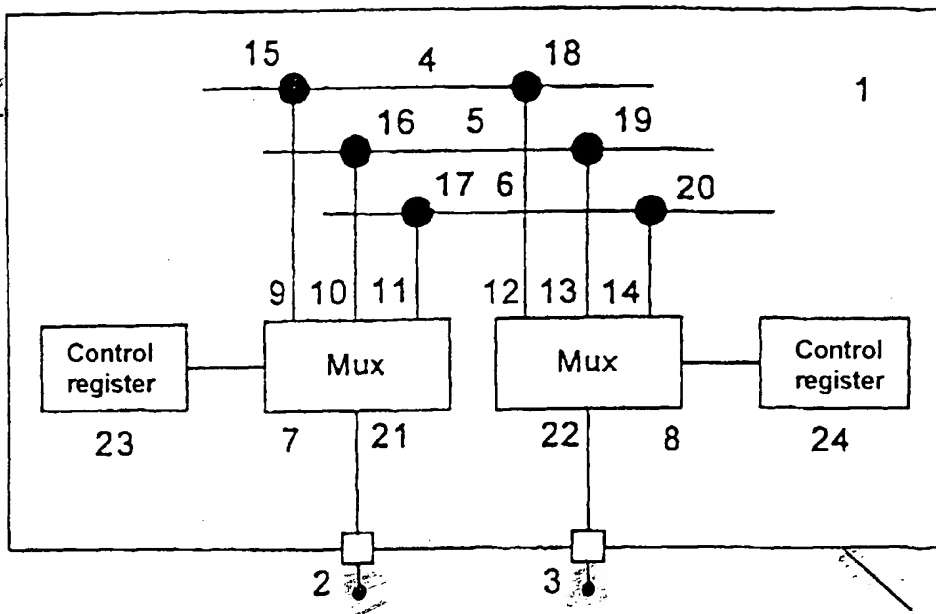 15 4 18
1
16 5 19
17 6 20
9 10 11 12 13 14
Control
register
Mux
Mux
Control
register
23 7 21 22 8 24
2 3